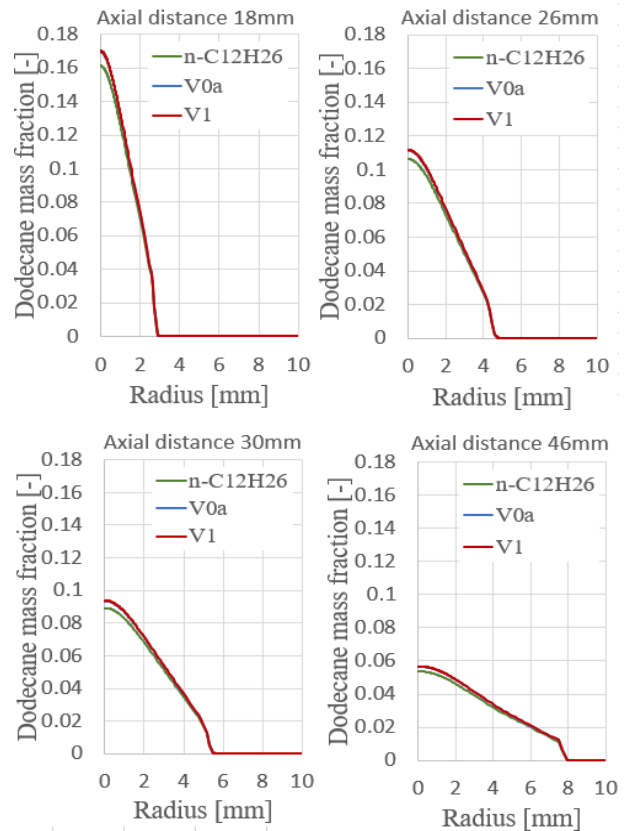 Axial distance 18mm
Dodecane mass fraction [-]
0.18
0.16
0.14
0.12
0.1
0.08
0.06
0.04
0.02
0
n-C12H26
V0a
V1
0 2 4 6 8 10
Radius [mm]
Axial distance 26mm
Dodecane mass fraction [-]
0.18
0.16
0.14
0.12
0.1
0.08
0.06
0.04
0.02
0
n-C12H26
V0a
V1
0 2 4 6 8 10
Radius [mm]
Axial distance 30mm
Dodecane mass fraction [-]
0.18
0.16
0.14
0.12
0.1
0.08
0.06
0.04
0.02
0
n-C12H26
V0a
V1
0 2 4 6 8 10
Radius [mm]
Axial distance 46mm
Dodecane mass fraction [-]
0.18
0.16
0.14
0.12
0.1
0.08
0.06
0.04
0.02
0
n-C12H26
V0a
V1
0 2 4 6 8 10
Radius [mm]